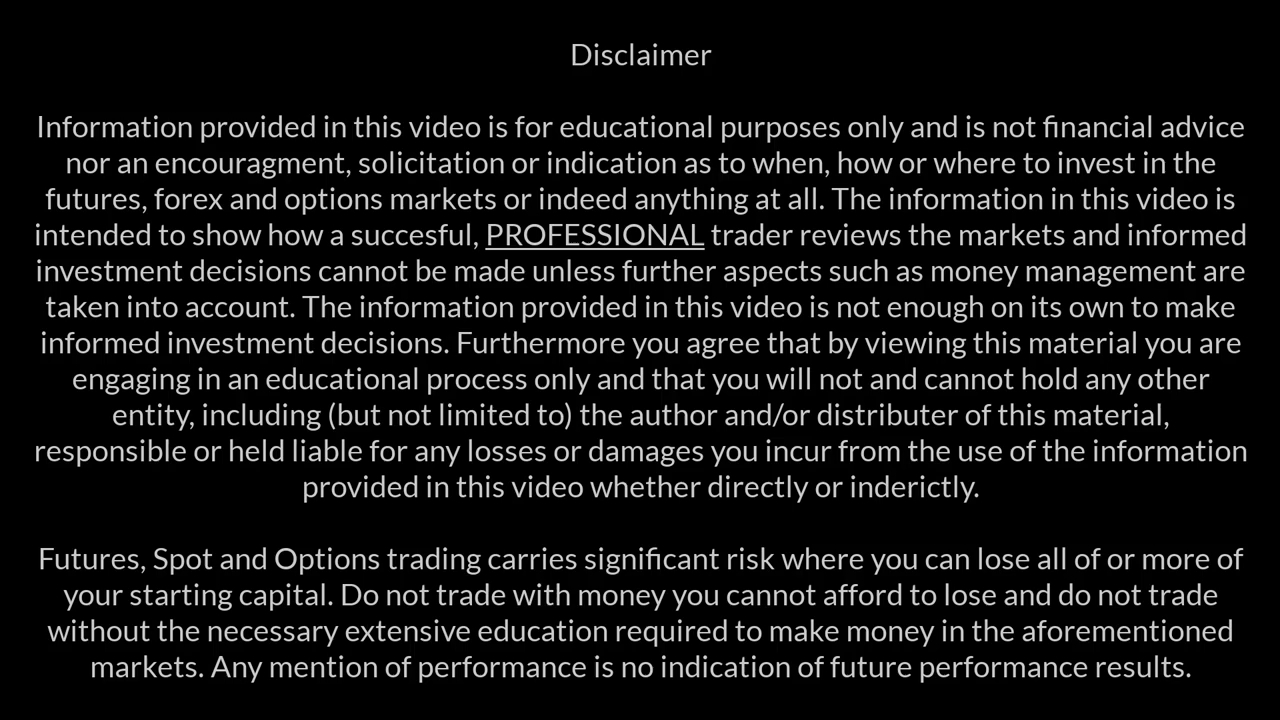 Disclaimer
Information provided in this video is for educational purposes only and is not financial advice
nor an encouragment, solicitation or indication as to when, how or where to invest in the
futures, forex and options markets or indeed anything at all. The information in this video is
intended to show how a succesful, PROFESSIONAL trader reviews the markets and informed
investment decisions cannot be made unless further aspects such as money management are
taken into account. The information provided in this video is not enough on its own to make
informed investment decisions. Furthermore you agree that by viewing this material you are
engaging in an educational process only and that you will not and cannot hold any other
entity, including (but not limited to) the author and/or distributer of this material,
responsible or held liable for any losses or damages you incur from the use of the information
provided in this video whether directly or inderictly.
Futures, Spot and Options trading carries significant risk where you can lose all of or more of
your starting capital. Do not trade with money you cannot afford to lose and do not trade
without the necessary extensive education required to make money in the aforementioned
markets. Any mention of performance is no indication of future performance results.